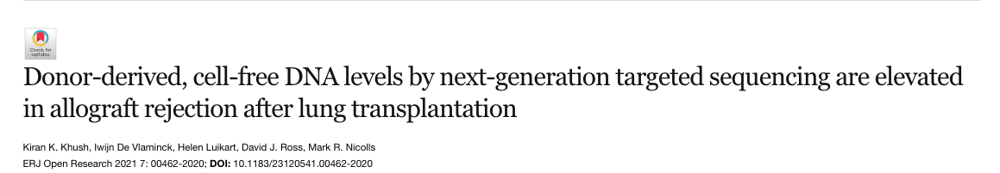 Check for
updates
Donor-derived, cell-free DNA levels by next-generation targeted sequencing are elevated
in allograft rejection after lung transplantation
Kiran K. Khush, Iwijn De Vlaminck, Helen Luikart, David J. Ross, Mark R. Nicolls
ERJ Open Research 2021 7: 00462-2020; DOI: 10.1183/23120541.00462-2020